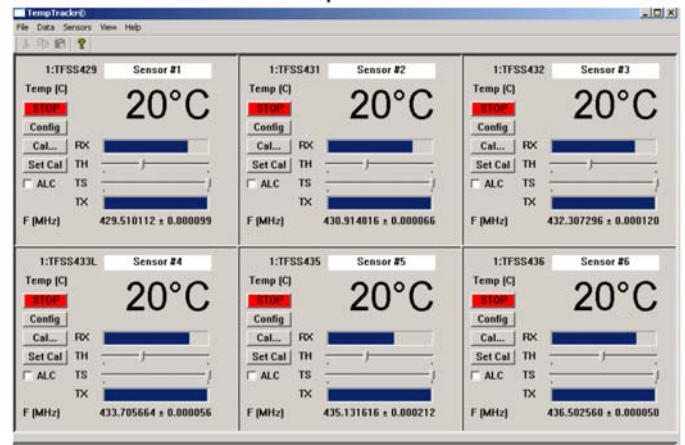 TempTrackr®
File Data Sensors View Help
1:TFSS429 Sensor #1
Temp [C]
20°C
STOP
Config
Cal... RX
Set Cal TH
ALC TS
TX
F [MHz] 429.510112 ± 0.000099
1:TFSS431 Sensor #2
Temp [C]
20°C
STOP
Config
Cal... RX
Set Cal TH
ALC TS
TX
F [MHz] 430.914816 ± 0.000066
1:TFSS432 Sensor #3
Temp [C]
20°C
STOP
Config
Cal... RX
Set Cal TH
ALC TS
TX
F [MHz] 432.307296 ± 0.000120
1:TFSS433L Sensor #4
Temp [C]
20°C
STOP
Config
Cal... RX
Set Cal TH
ALC TS
TX
F [MHz] 433.705664 ± 0.000056
1:TFSS435 Sensor #5
Temp [C]
20°C
STOP
Config
Cal... RX
Set Cal TH
ALC TS
TX
F [MHz] 435.131616 ± 0.000212
1:TFSS436 Sensor #6
Temp [C]
20°C
STOP
Config
Cal... RX
Set Cal TH
ALC TS
TX
F [MHz] 436.502560 ± 0.000050